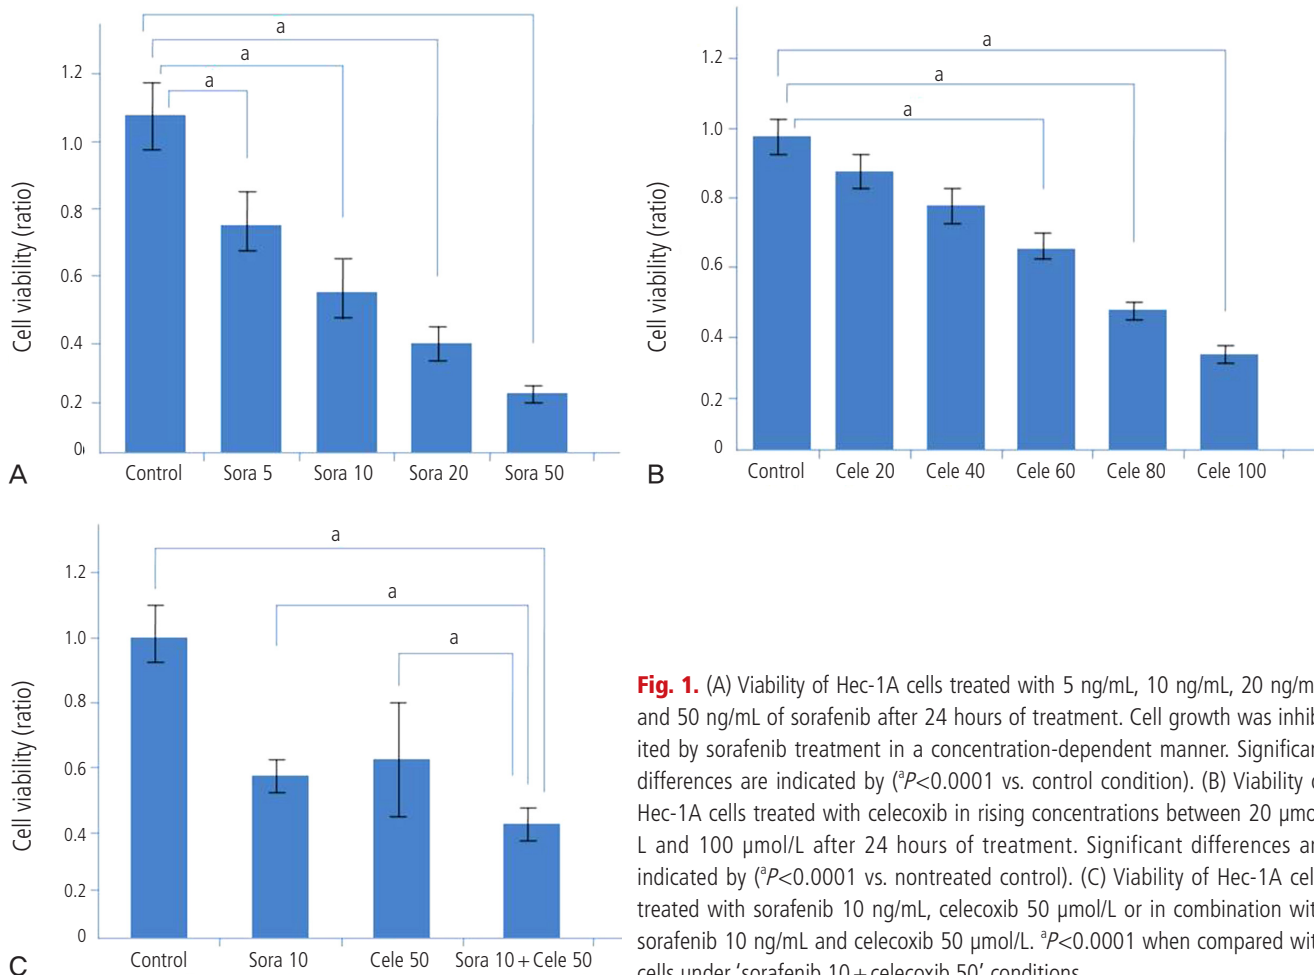 a
a
a
a
1.2
1.0
0.8
0.6
0.4
0.2
0
Cell viability (ratio)
Control Sora 5 Sora 10 Sora 20 Sora 50
A
a
a
a
1.2
1.0
0.8
0.6
0.4
0.2
0
Cell viability (ratio)
Control Cele 20 Cele 40 Cele 60 Cele 80 Cele 100
B
a
a
a
1.2
1.0
0.8
0.6
0.4
0.2
0
Cell viability (ratio)
Control Sora 10 Cele 50 Sora 10 + Cele 50
C
Fig. 1. (A) Viability of Hec-1A cells treated with 5 ng/mL, 10 ng/mL, 20 ng/m
and 50 ng/mL of sorafenib after 24 hours of treatment. Cell growth was inhib
ited by sorafenib treatment in a concentration-dependent manner. Significan
differences are indicated by (ᵃP<0.0001 vs. control condition). (B) Viability o
Hec-1A cells treated with celecoxib in rising concentrations between 20 µmo
L and 100 µmol/L after 24 hours of treatment. Significant differences ar
indicated by (ᵃP<0.0001 vs. nontreated control). (C) Viability of Hec-1A cel
treated with sorafenib 10 ng/mL, celecoxib 50 µmol/L or in combination wit
sorafenib 10 ng/mL and celecoxib 50 µmol/L. ᵃP<0.0001 when compared wit
cells under 'sorafenib 10 + celecoxib 50' conditions